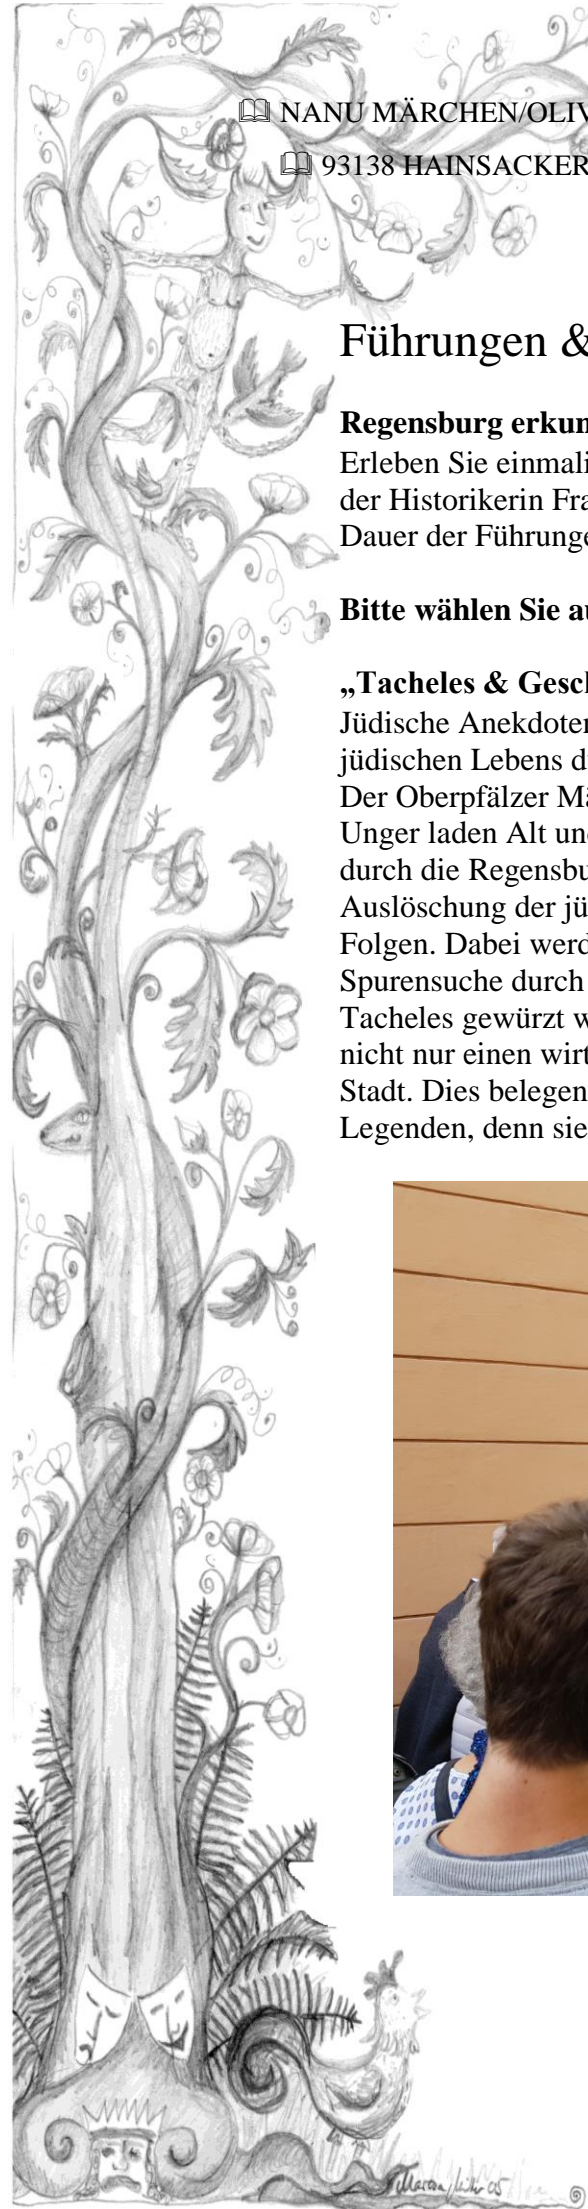 🕮 NANU MÄRCHEN/OLIV
🕮 93138 HAINSACKER
Führungen &
Regensburg erkun
Erleben Sie einmali
der Historikerin Fra
Dauer der Führunge
Bitte wählen Sie au
„Tacheles & Gesch
Jüdische Anekdoten
jüdischen Lebens d
Der Oberpfälzer Mä
Unger laden Alt und
durch die Regensbu
Auslöschung der jü
Folgen. Dabei werd
Spurensuche durch
Tacheles gewürzt w
nicht nur einen wirt
Stadt. Dies belegen
Legenden, denn sie